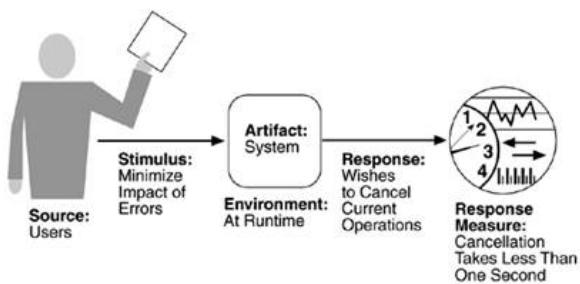 Source:
Users
Stimulus:
Minimize
Impact of
Errors
Artifact:
System
Environment:
At Runtime
Response:
Wishes
to Cancel
Current
Operations
1
2
3
4
Response
Measure:
Cancellation
Takes Less Than
One Second